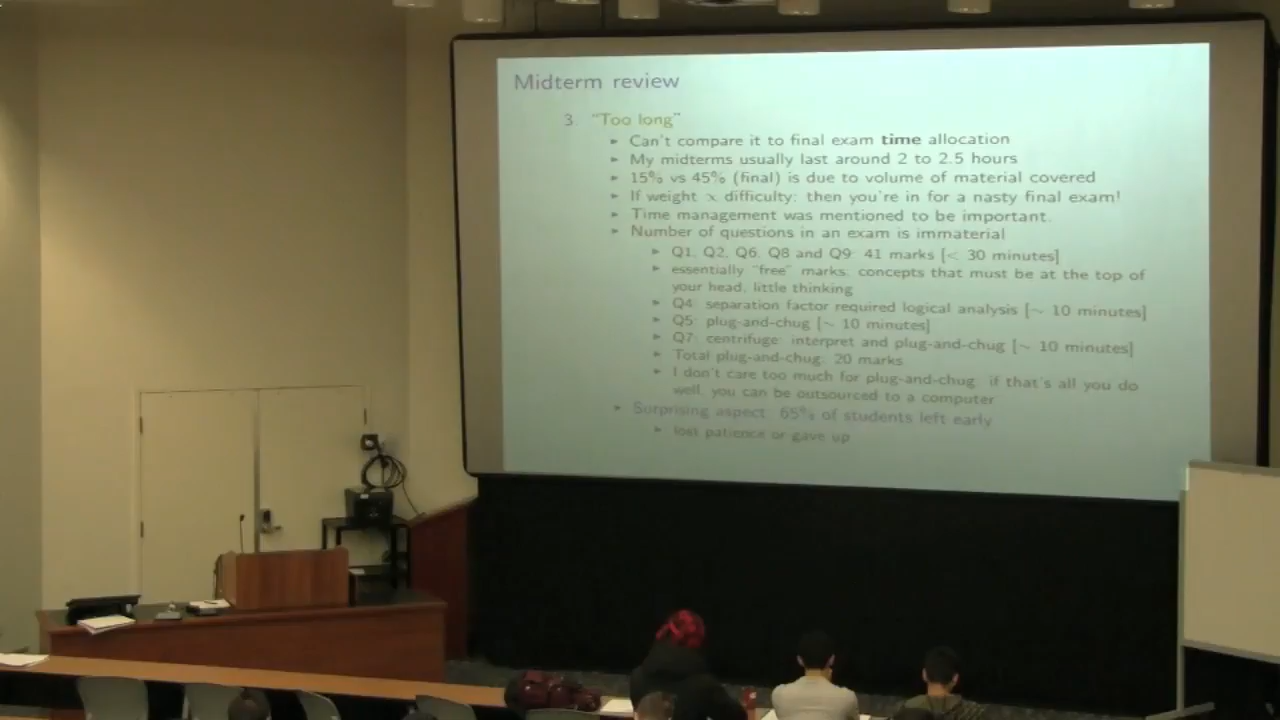 Midterm review
3. "Too long"
Can't compare it to final exam time allocation
My midterms usually last around 2 to 2.5 hours
15% vs 45% (final) is due to volume of material covered
If weight ∝ difficulty: then you're in for a nasty final exam!
Time management was mentioned to be important.
Number of questions in an exam is immaterial
Q1, Q2, Q6, Q8 and Q9: 41 marks [< 30 minutes]
essentially "free" marks: concepts that must be at the top of
your head, little thinking
Q4: separation factor required logical analysis [~ 10 minutes]
Q5: plug-and-chug [~ 10 minutes]
Q7: centrifuge: interpret and plug-and-chug [~ 10 minutes]
Total plug-and-chug: 20 marks
I don't care too much for plug-and-chug: if that's all you do
well, you can be outsourced to a computer
Surprising aspect: 65% of students left early
lost patience or gave up